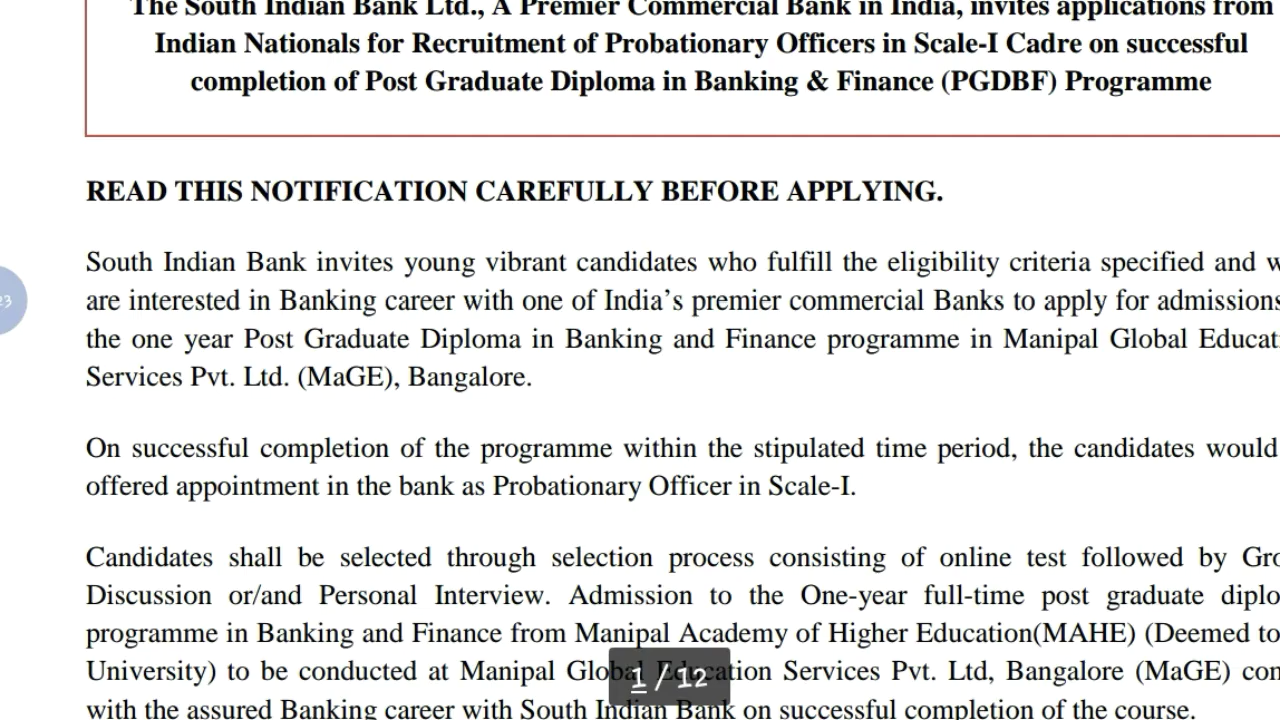 The South Indian Bank Ltd., A Premier Commercial Bank in India, invites applications from
Indian Nationals for Recruitment of Probationary Officers in Scale-I Cadre on successful
completion of Post Graduate Diploma in Banking & Finance (PGDBF) Programme
READ THIS NOTIFICATION CAREFULLY BEFORE APPLYING.
South Indian Bank invites young vibrant candidates who fulfill the eligibility criteria specified and
are interested in Banking career with one of India’s premier commercial Banks to apply for admissions
the one year Post Graduate Diploma in Banking and Finance programme in Manipal Global
Services Pvt. Ltd. (MaGE), Bangalore.
On successful completion of the programme within the stipulated time period, the candidates would
offered appointment in the bank as Probationary Officer in Scale-I.
Candidates shall be selected through selection process consisting of online test followed by
Discussion or/and Personal Interview. Admission to the One-year full-time post graduate
programme in Banking and Finance from Manipal Academy of Higher Education(MAHE) (Deemed to
University) to be conducted at Manipal Global Education Services Pvt. Ltd, Bangalore (MaGE)
with the assured Banking career with South Indian Bank on successful completion of the course.
1 / 12